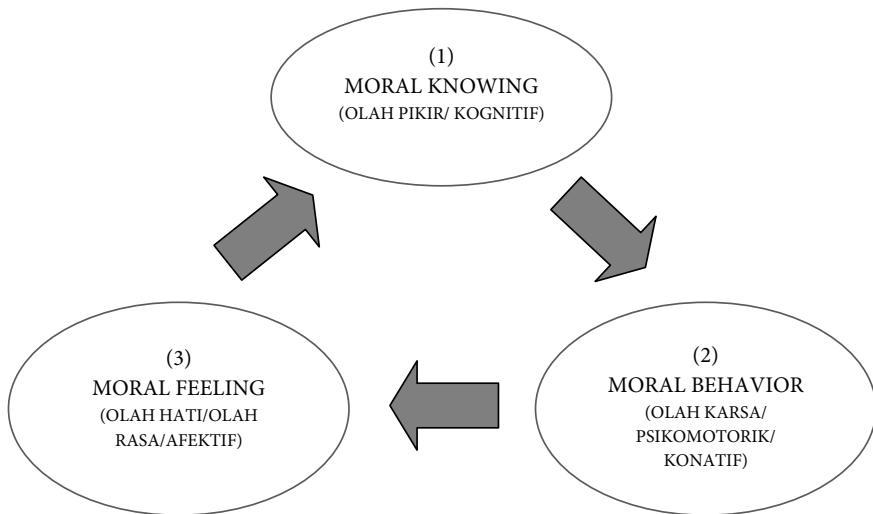 (1)
MORAL KNOWING
(OLAH PIKIR/ KOGNITIF)
(3)
MORAL FEELING
(OLAH HATI/OLAH
RASA/AFEKTIF)
(2)
MORAL BEHAVIOR
(OLAH KARSA/
PSIKOMOTORIK/
KONATIF)